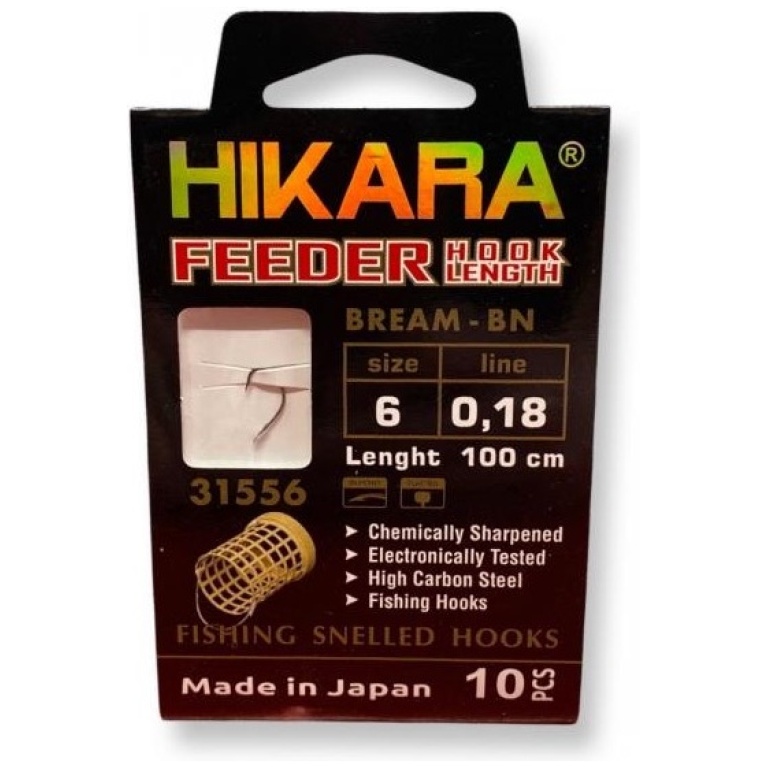 HIKARA®
FEEDER HOOK LENGTH
BREAM - BN
size line
6 0,18
Lenght 100 cm
31556
Chemically Sharpened
Electronically Tested
High Carbon Steel
Fishing Hooks
FISHING SNELLED HOOKS
Made in Japan 10 PCS